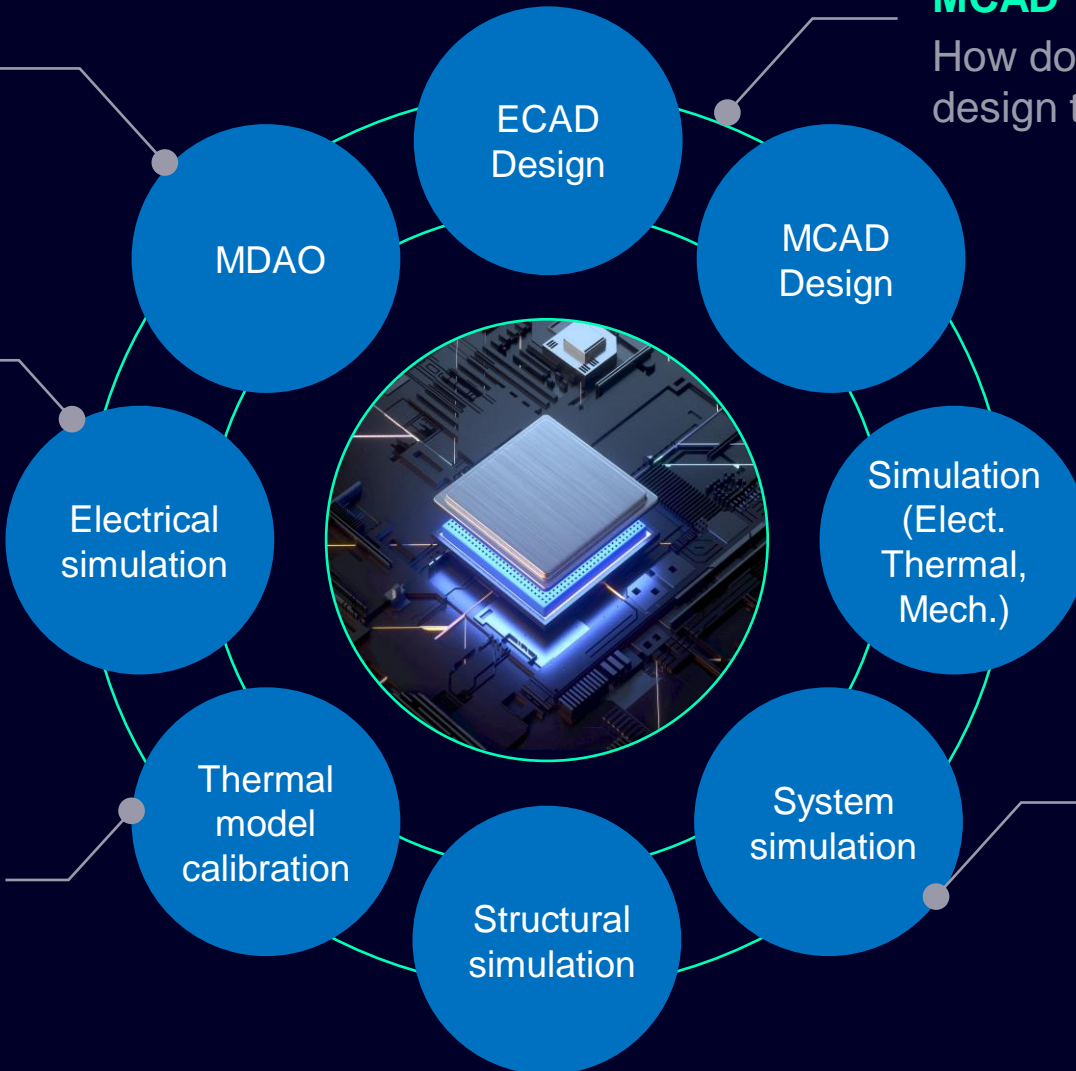 MCAD
How do
design t
ECAD
Design
MDAO
MCAD
Design
Electrical
simulation
Simulation
(Elect.
Thermal,
Mech.)
Thermal
model
calibration
System
simulation
Structural
simulation